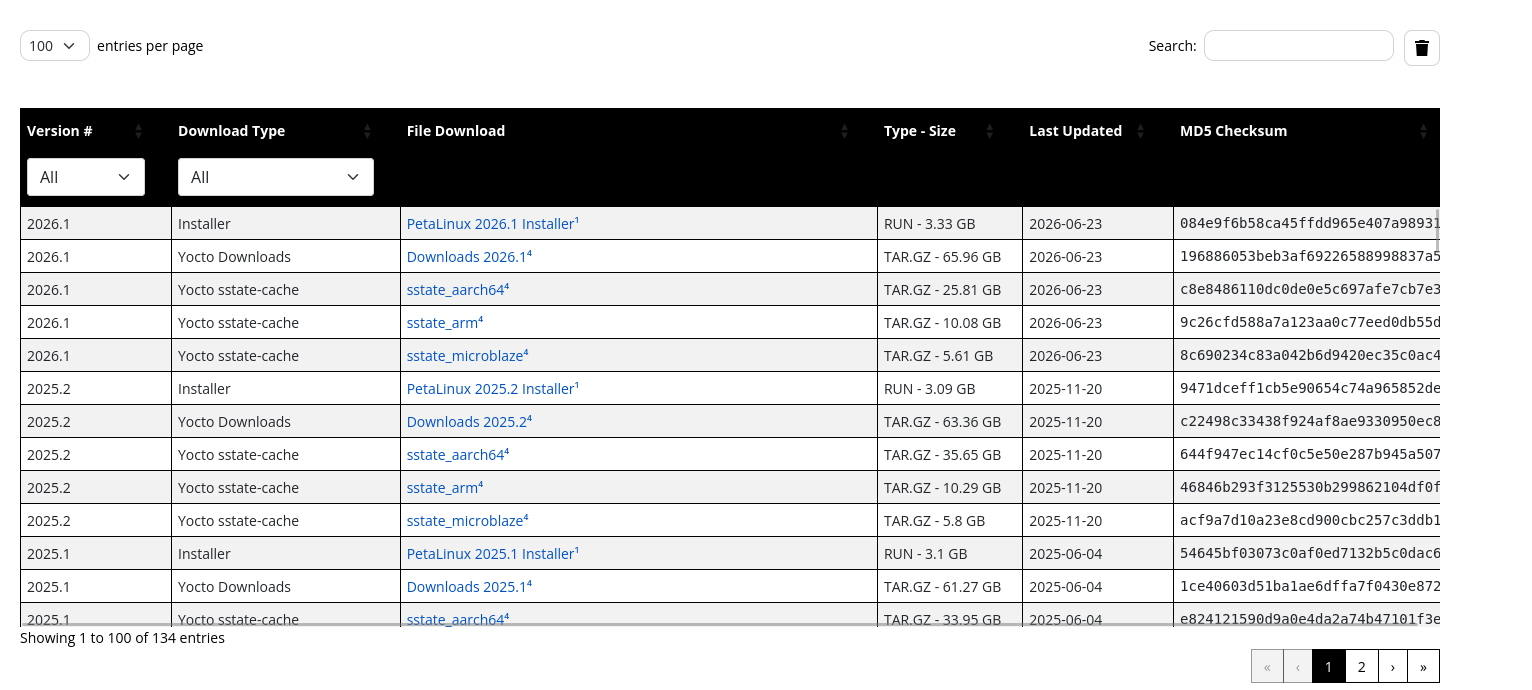 100 entries per page Search:
Version # Download Type File Download Type - Size Last Updated MD5 Checksum
All All
2026.1 Installer PetaLinux 2026.1 Installer¹ RUN - 3.33 GB 2026-06-23 084e9f6b58ca45ffdd965e407a98931
2026.1 Yocto Downloads Downloads 2026.1⁴ TAR.GZ - 65.96 GB 2026-06-23 196886053beb3af69226588998837a5
2026.1 Yocto sstate-cache sstate_aarch64⁴ TAR.GZ - 25.81 GB 2026-06-23 c8e8486110dc0de0e5c697afe7cb7e3
2026.1 Yocto sstate-cache sstate_arm⁴ TAR.GZ - 10.08 GB 2026-06-23 9c26cfd588a7a123aa0c77eed0db55d
2026.1 Yocto sstate-cache sstate_microblaze⁴ TAR.GZ - 5.61 GB 2026-06-23 8c690234c83a042b6d9420ec35c0ac4
2025.2 Installer PetaLinux 2025.2 Installer¹ RUN - 3.09 GB 2025-11-20 9471dceff1cb5e90654c74a965852de
2025.2 Yocto Downloads Downloads 2025.2⁴ TAR.GZ - 63.36 GB 2025-11-20 c22498c33438f924af8ae9330950ec8
2025.2 Yocto sstate-cache sstate_aarch64⁴ TAR.GZ - 35.65 GB 2025-11-20 644f947ec14cf0c5e50e287b945a507
2025.2 Yocto sstate-cache sstate_arm⁴ TAR.GZ - 10.29 GB 2025-11-20 46846b293f3125530b299862104df0f
2025.2 Yocto sstate-cache sstate_microblaze⁴ TAR.GZ - 5.8 GB 2025-11-20 acf9a7d10a23e8cd900cbc257c3ddb1
2025.1 Installer PetaLinux 2025.1 Installer¹ RUN - 3.1 GB 2025-06-04 54645bf03073c0af0ed7132b5c0dac6
2025.1 Yocto Downloads Downloads 2025.1⁴ TAR.GZ - 61.27 GB 2025-06-04 1ce40603d51ba1ae6dffa7f0430e872
2025.1 Yocto sstate-cache sstate_aarch64⁴ TAR.GZ - 33.95 GB 2025-06-04 e824121590d9a0e4da2a74b47101f3e
Showing 1 to 100 of 134 entries
« ‹ 1 2 › »